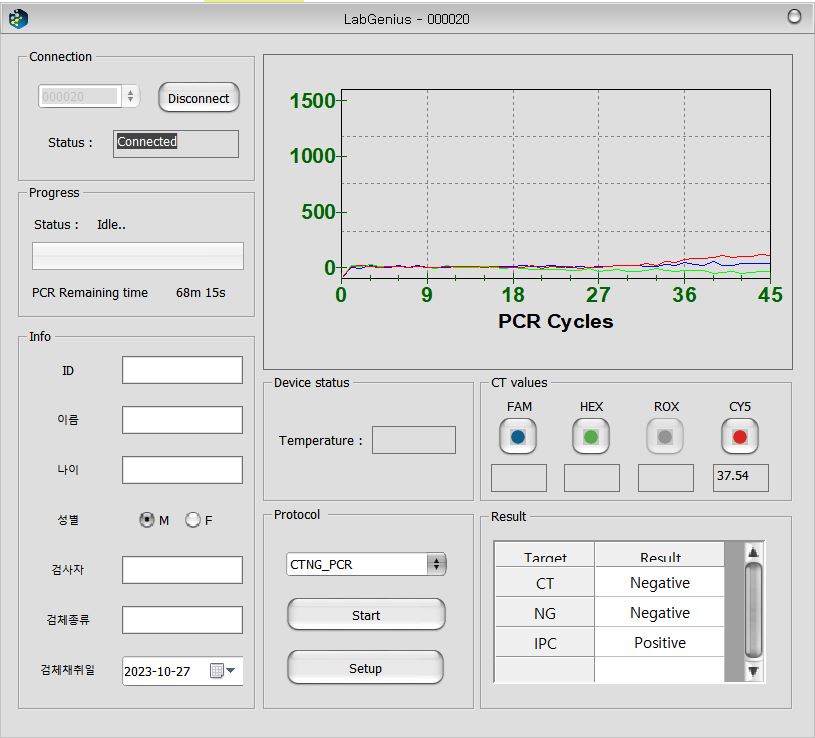 LabGenius - 000020
Connection
000020
Disconnect
Status :
Connected
Progress
Status :
Idle..
PCR Remaining time
68m 15s
Info
ID
이름
나이
성별
M
F
검사자
검체종류
검체채취일
2023-10-27
1500
1000
500
0
0
9
18
27
36
45
PCR Cycles
Device status
Temperature :
CT values
FAM
HEX
ROX
CY5
37.54
Protocol
CTNG_PCR
Start
Setup
Result
Target
Result
CT
Negative
NG
Negative
IPC
Positive